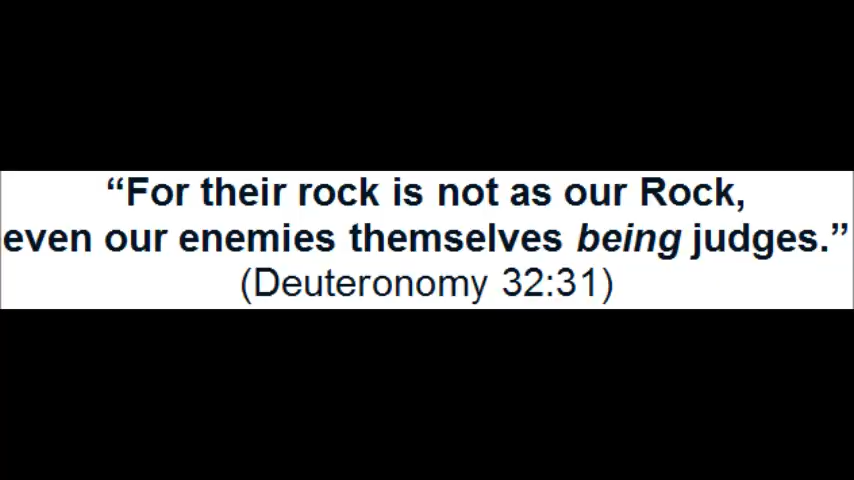 “For their rock is not as our Rock,
even our enemies themselves being judges.”
(Deuteronomy 32:31)